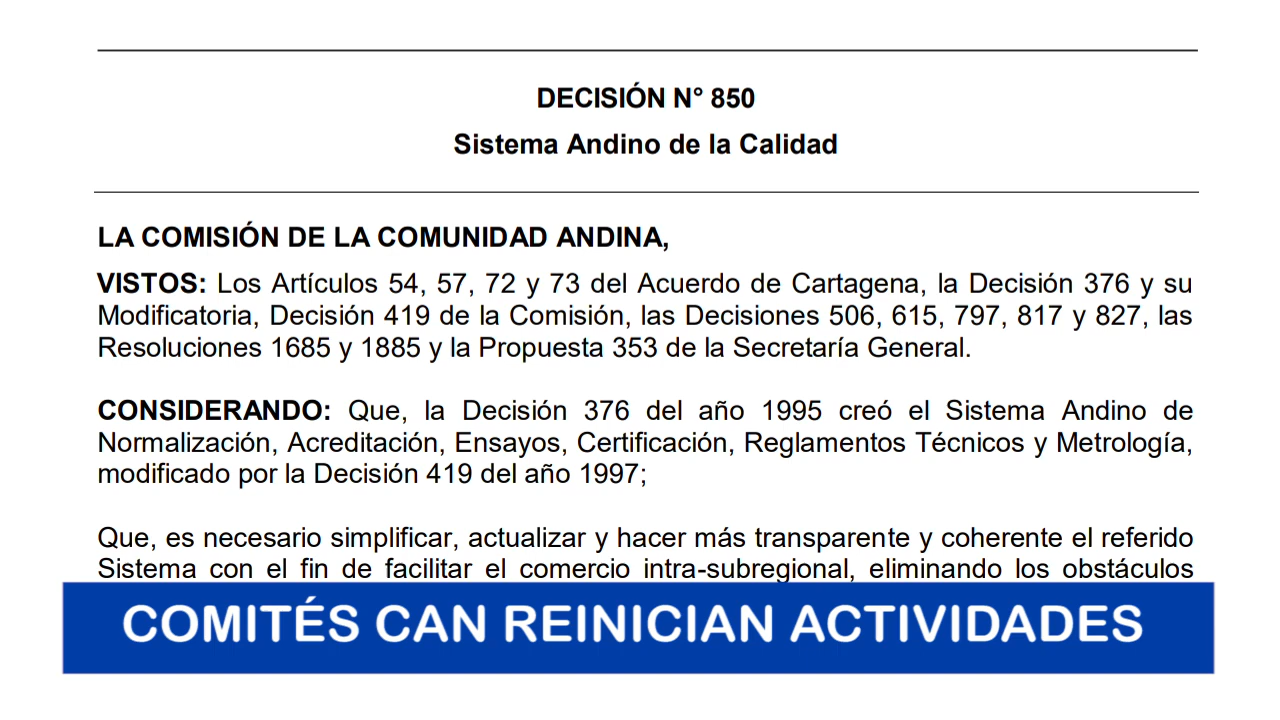 DECISIÓN N° 850
Sistema Andino de la Calidad
LA COMISIÓN DE LA COMUNIDAD ANDINA,
VISTOS: Los Artículos 54, 57, 72 y 73 del Acuerdo de Cartagena, la Decisión 376 y su
Modificatoria, Decisión 419 de la Comisión, las Decisiones 506, 615, 797, 817 y 827, las
Resoluciones 1685 y 1885 y la Propuesta 353 de la Secretaría General.
CONSIDERANDO: Que, la Decisión 376 del año 1995 creó el Sistema Andino de
Normalización, Acreditación, Ensayos, Certificación, Reglamentos Técnicos y Metrología,
modificado por la Decisión 419 del año 1997;
Que, es necesario simplificar, actualizar y hacer más transparente y coherente el referido
Sistema con el fin de facilitar el comercio intra-subregional, eliminando los obstáculos
COMITÉS CAN REINICIAN ACTIVIDADES